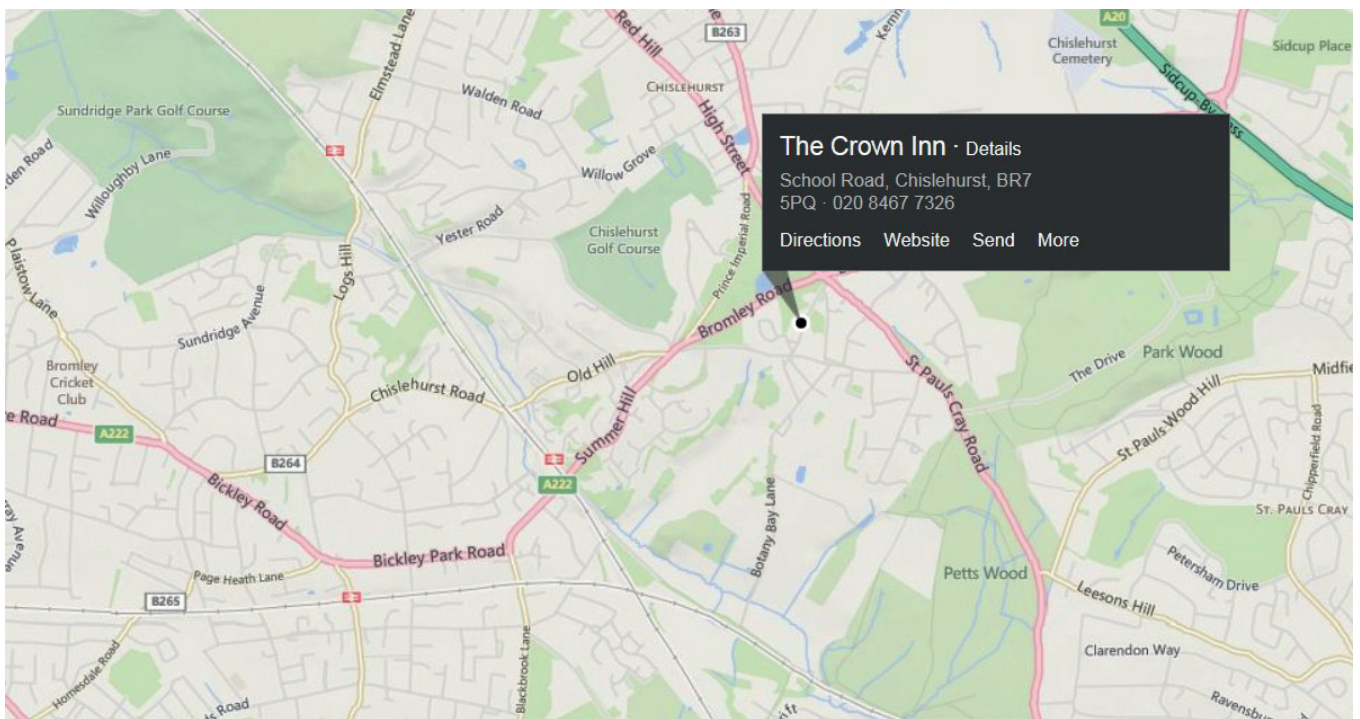 A20
Red Hill
B263
Chislehurst
Cemetery
Sidcup Place
Elmstead Lane
Sidcup-By
ss
Walden Road
CHISLEHURST
Sundridge Park Golf Course
High Street
The Crown Inn · Details
School Road, Chislehurst, BR7
5PQ · 020 8467 7326
Directions Website Send More
Willoughby Lane
Willow Grove
Yester Road
Chislehurst
Golf Course
Prince Imperial Road
Plaistow Lane
Logs Hill
Sundridge Avenue
Bromley Road
Old Hill
St Pauls Cray Road
The Drive
Park Wood
Bromley
Cricket
Club
Chislehurst Road
Summer Hill
St Pauls Wood Hill
Midfie
Chipperfield Road
re Road
A222
B264
Bickley Road
A222
Botany Bay Lane
ST. PAULS CRAY
Bickley Park Road
Page Heath Lane
Petts Wood
Petersham Drive
Leesons Hill
B265
Homesdale Road
Blackbrook Lane
Clarendon Way
Ravensbu
ds Road